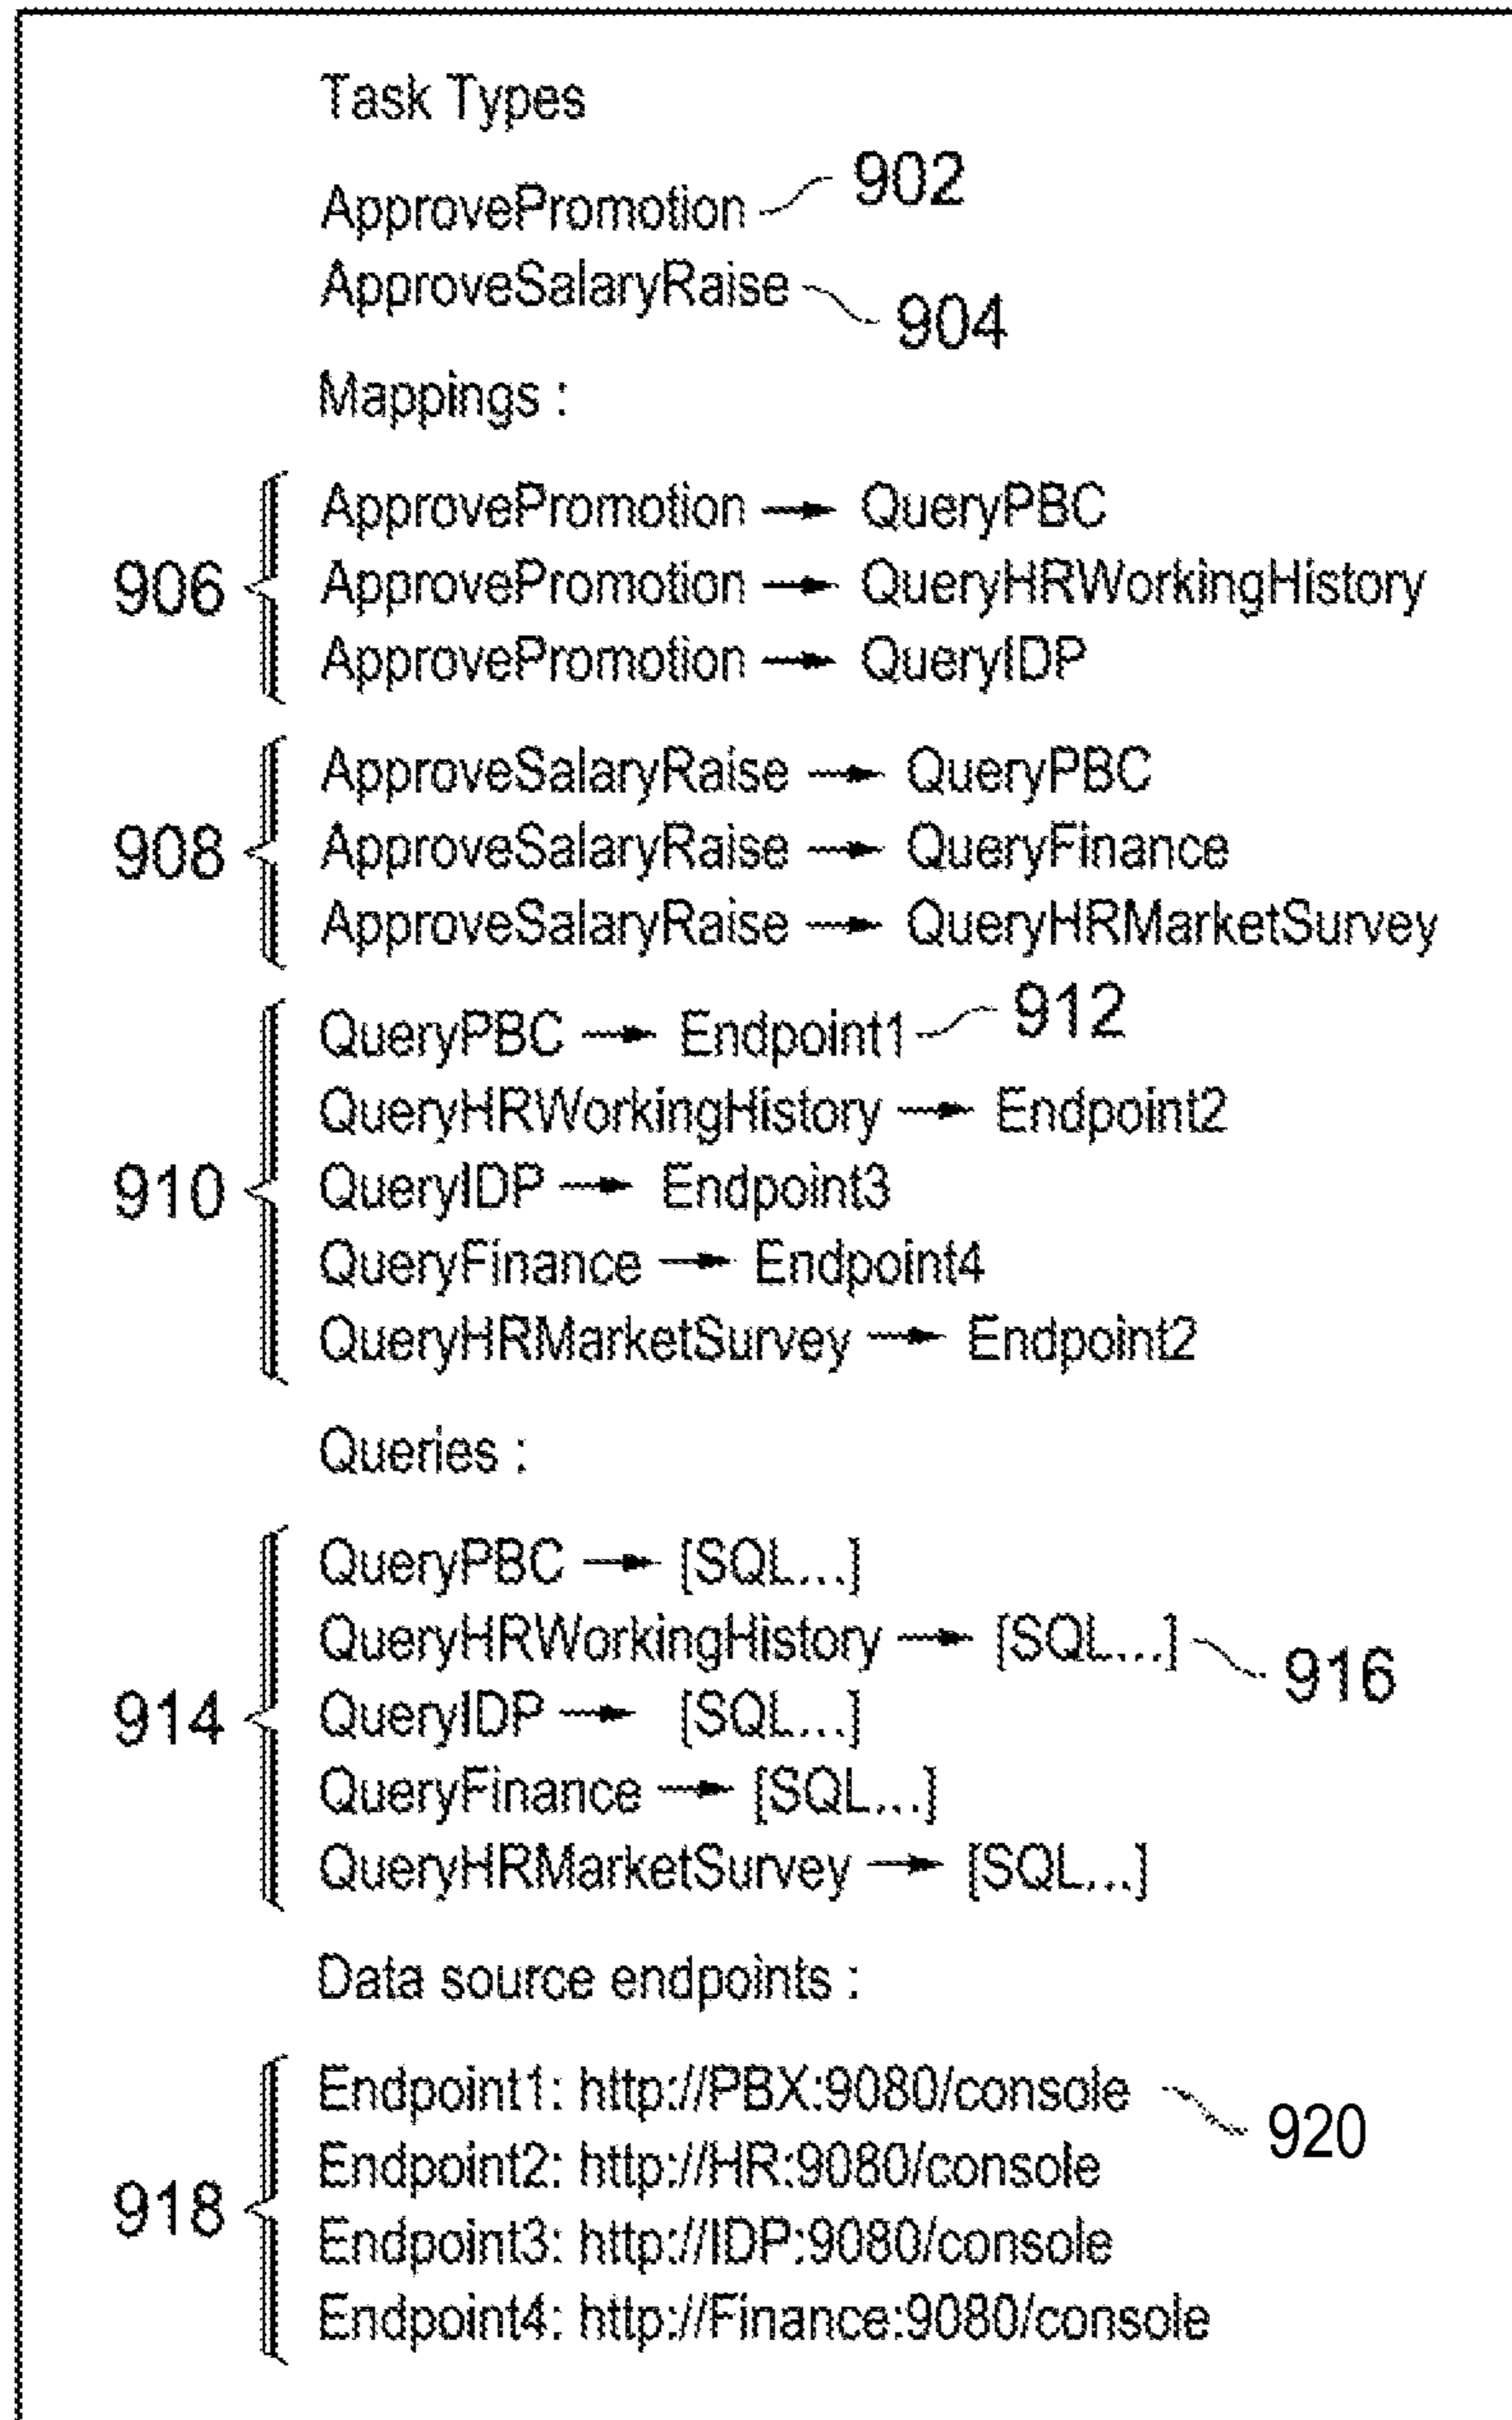 Task Types
ApprovePromotion 902
ApproveSalaryRaise 904
Mappings :
ApprovePromotion → QueryPBC
906 ApprovePromotion → QueryHRWorkingHistory
ApprovePromotion → QueryIDP
ApproveSalaryRaise → QueryPBC
908 ApproveSalaryRaise → QueryFinance
ApproveSalaryRaise → QueryHRMarketSurvey
QueryPBC → Endpoint1 912
QueryHRWorkingHistory → Endpoint2
910 QueryIDP → Endpoint3
QueryFinance → Endpoint4
QueryHRMarketSurvey → Endpoint2
Queries :
QueryPBC → [SQL...]
QueryHRWorkingHistory → [SQL...] 916
914 QueryIDP → [SQL...]
QueryFinance → [SQL...]
QueryHRMarketSurvey → [SQL...]
Data source endpoints :
Endpoint1: http://PBX:9080/console 920
Endpoint2: http://HR:9080/console
918 Endpoint3: http://IDP:9080/console
Endpoint4: http://Finance:9080/console